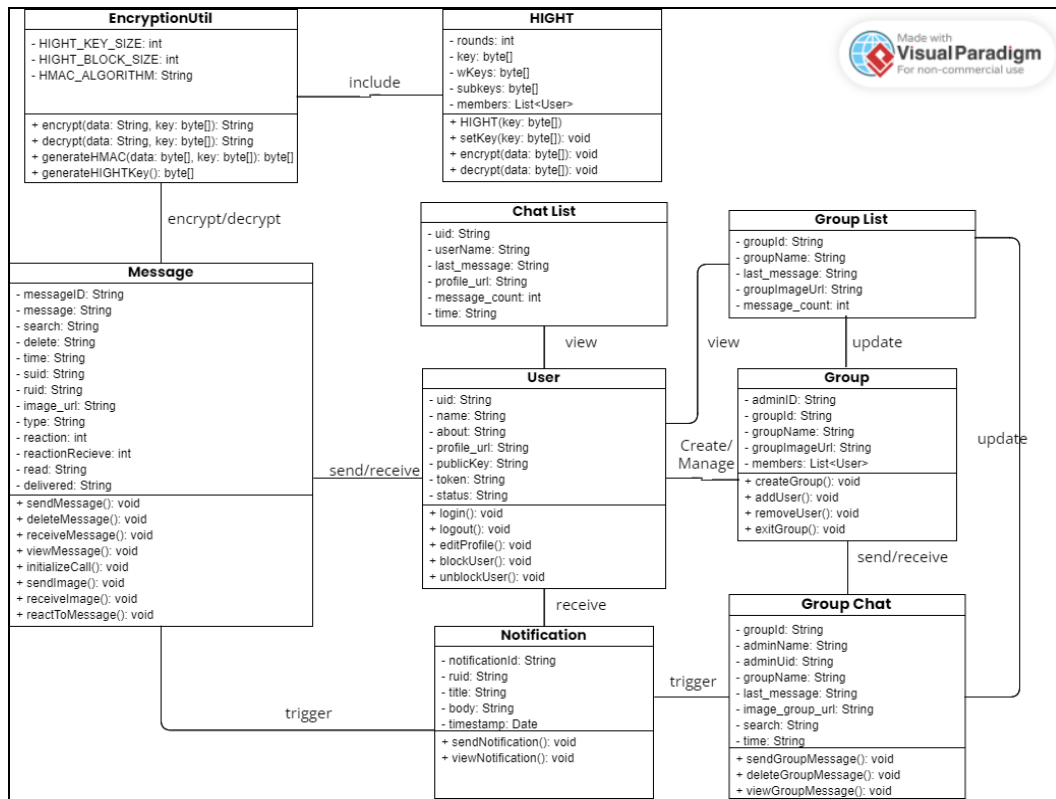 EncryptionUtil
- HIGHT_KEY_SIZE: int
- HIGHT_BLOCK_SIZE: int
- HMAC_ALGORITHM: String
+ encrypt(data: String, key: byte[]): String
+ decrypt(data: String, key: byte[]): String
+ generateHMAC(data: byte[], key: byte[]): byte[]
+ generateHIGHTKey(): byte[]
include
HIGHT
- rounds: int
- key: byte[]
- wKeys: byte[]
- subkeys: byte[]
- members: List<User>
+ HIGHT(key: byte[])
+ setKey(key: byte[]): void
+ encrypt(data: byte[]): void
+ decrypt(data: byte[]): void
Made with
Visual Paradigm
For non-commercial use
encrypt/decrypt
Chat List
- uid: String
- userName: String
- last_message: String
- profile_url: String
- message_count: int
- time: String
Group List
- groupId: String
- groupName: String
- last_message: String
- groupImageUrl: String
- message_count: int
Message
- messageID: String
- message: String
- search: String
- delete: String
- time: String
- suid: String
- ruid: String
- image_url: String
- type: String
- reaction: int
- reactionRecieve: int
- read: String
- delivered: String
+ sendMessage(): void
+ deleteMessage(): void
+ receiveMessage(): void
+ viewMessage(): void
+ initializeCall(): void
+ sendImage(): void
+ receiveImage(): void
+ reactToMessage(): void
view
view
update
User
- uid: String
- name: String
- about: String
- profile_url: String
- publicKey: String
- token: String
- status: String
+ login(): void
+ logout(): void
+ editProfile(): void
+ blockUser(): void
+ unblockUser(): void
Group
- adminID: String
- groupId: String
- groupName: String
- groupImageUrl: String
- members: List<User>
+ createGroup(): void
+ addUser(): void
+ removeUser(): void
+ exitGroup(): void
update
Create/
Manage
send/receive
send/receive
receive
Notification
- notificationId: String
- ruid: String
- title: String
- body: String
- timestamp: Date
+ sendNotification(): void
+ viewNotification(): void
Group Chat
- groupId: String
- adminName: String
- adminUid: String
- groupName: String
- last_message: String
- image_group_url: String
- search: String
- time: String
+ sendGroupMessage(): void
+ deleteGroupMessage(): void
+ viewGroupMessage(): void
trigger
trigger